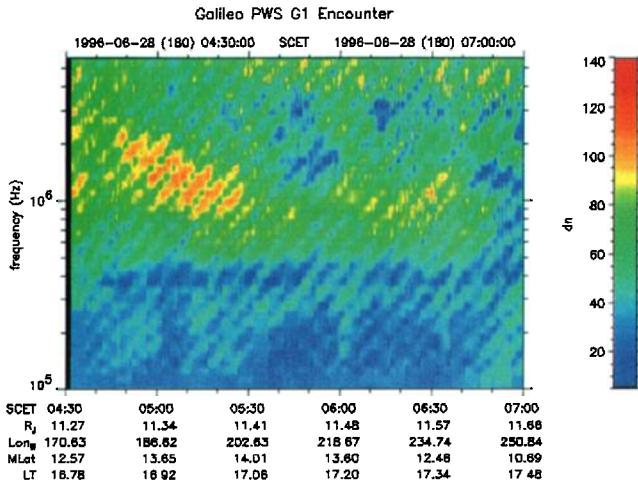 Galileo PWS G1 Encounter
1996-06-28 (180) 04:30:00 SCET 1996-06-28 (180) 07:00:00
140
120
100
80
60
40
20
dn
frequency (Hz)
10⁶
10⁵
SCET 04:30 05:00 05:30 06:00 06:30 07:00
R_J 11.27 11.34 11.41 11.48 11.57 11.66
Lon_III 170.63 186.62 202.63 218 67 234.74 250.84
MLat 12.57 13.65 14.01 13.60 12.46 10.69
LT 16.78 16 92 17.06 17.20 17.34 17 48